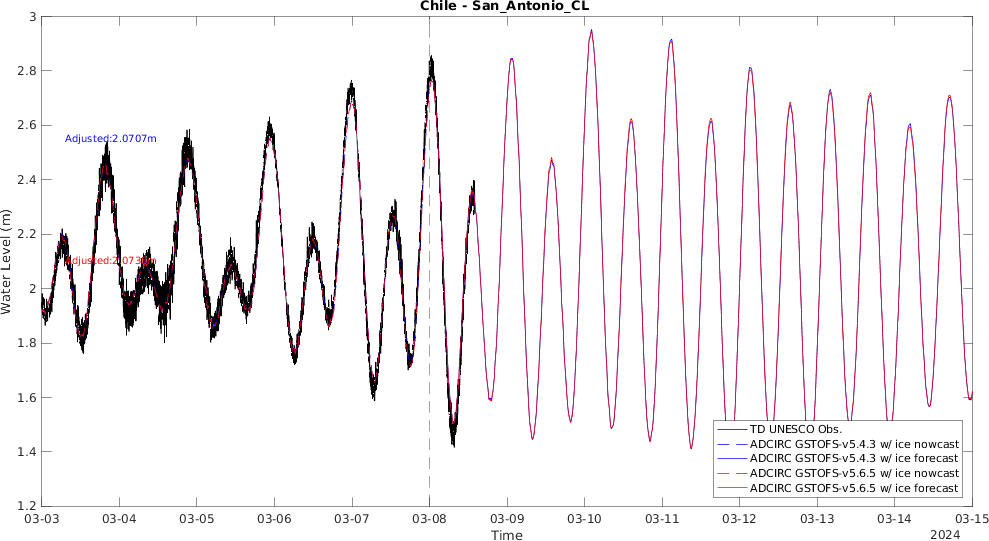 Chile - San_Antonio_CL
Water Level (m)
3
2.8
2.6
2.4
2.2
2
1.8
1.6
1.4
1.2
Adjusted:2.0707m
TD UNESCO Obs.
ADCIRC GSTOFS-v5.4.3 w/ ice nowcast
ADCIRC GSTOFS-v5.4.3 w/ ice forecast
ADCIRC GSTOFS-v5.6.5 w/ ice nowcast
ADCIRC GSTOFS-v5.6.5 w/ ice forecast
03-03 03-04 03-05 03-06 03-07 03-08 03-09 03-10 03-11 03-12 03-13 03-14 03-15
Time
2024